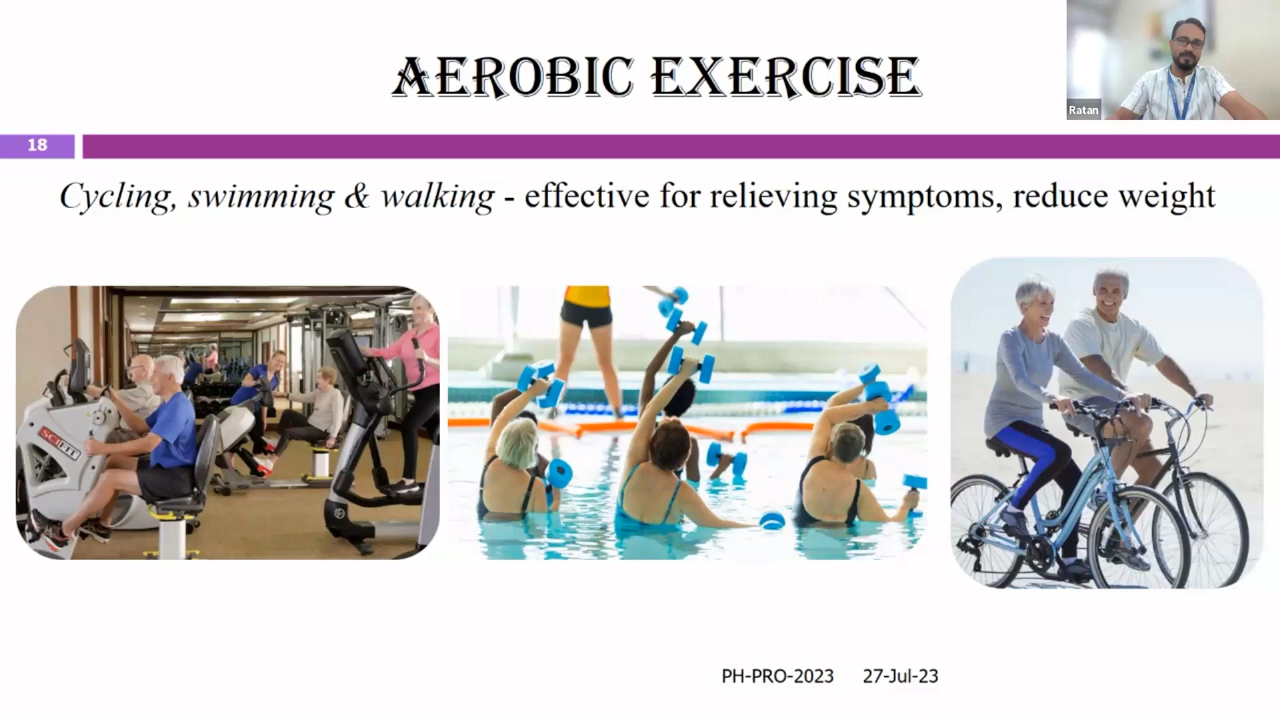 AEROBIC EXERCISE
Ratan
18
Cycling, swimming & walking - effective for relieving symptoms, reduce weight
SCIFIT
PH-PRO-2023 27-Jul-23